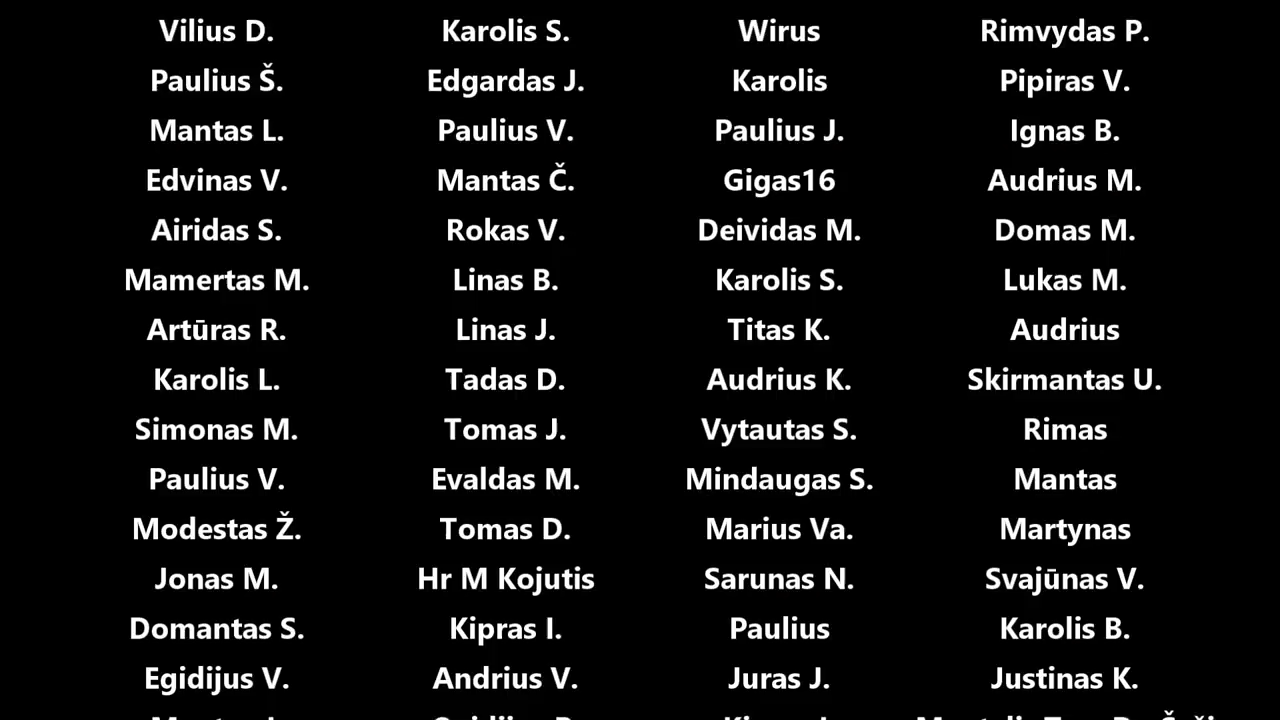 Vilius D. Karolis S. Wirus Rimvydas P.
Paulius Š. Edgardas J. Karolis Pipiras V.
Mantas L. Paulius V. Paulius J. Ignas B.
Edvinas V. Mantas Č. Gigas16 Audrius M.
Airidas S. Rokas V. Deividas M. Domas M.
Mamertas M. Linas B. Karolis S. Lukas M.
Artūras R. Linas J. Titas K. Audrius
Karolis L. Tadas D. Audrius K. Skirmantas U.
Simonas M. Tomas J. Vytautas S. Rimas
Paulius V. Evaldas M. Mindaugas S. Mantas
Modestas Ž. Tomas D. Marius Va. Martynas
Jonas M. Hr M Kojutis Sarunas N. Svajūnas V.
Domantas S. Kipras I. Paulius Karolis B.
Egidijus V. Andrius V. Juras J. Justinas K.